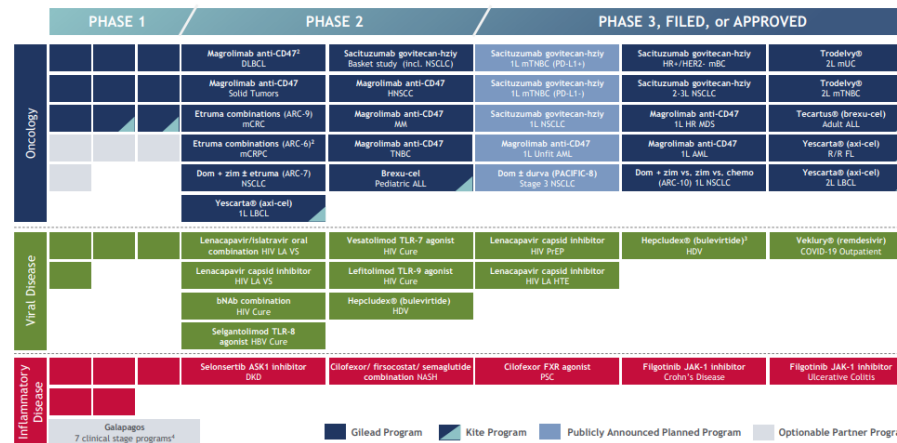 PHASE 1
PHASE 2
PHASE 3, FILED, or APPROVED
Oncology
Magrolimab anti-CD47²
DLBCL
Sacituzumab govitecan-hziy
Basket study (incl. NSCLC)
Sacituzumab govitecan-hziy
1L mTNBC (PD-L1+)
Sacituzumab govitecan-hziy
HR+/HER2- mBC
Trodelvy®
2L mUC
Magrolimab anti-CD47
Solid Tumors
Magrolimab anti-CD47
HNSCC
Sacituzumab govitecan-hziy
1L mTNBC (PD-L1-)
Sacituzumab govitecan-hziy
2-3L NSCLC
Trodelvy®
2L mTNBC
Etruma combinations (ARC-9)
mCRC
Magrolimab anti-CD47
MM
Sacituzumab govitecan-hziy
1L NSCLC
Magrolimab anti-CD47
1L HR MDS
Tecartus® (brexu-cel)
Adult ALL
Etruma combinations (ARC-6)²
mCRPC
Magrolimab anti-CD47
TNBC
Magrolimab anti-CD47
1L Unfit AML
Magrolimab anti-CD47
1L AML
Yescarta® (axi-cel)
R/R FL
Dom + zim ± etruma (ARC-7)
NSCLC
Brexu-cel
Pediatric ALL
Dom ± durva (PACIFIC-8)
Stage 3 NSCLC
Dom + zim vs. zim vs. chemo
(ARC-10) 1L NSCLC
Yescarta® (axi-cel)
2L LBCL
Yescarta® (axi-cel)
1L LBCL
Viral Disease
Lenacapavir/islatravir oral
combination HIV LA VS
Vesatolimod TLR-7 agonist
HIV Cure
Lenacapavir capsid inhibitor
HIV PrEP
Hepcludex® (bulevirtide)³
HDV
Veklury® (remdesivir)
COVID-19 Outpatient
Lenacapavir capsid inhibitor
HIV LA VS
Lefitolimod TLR-9 agonist
HIV Cure
Lenacapavir capsid inhibitor
HIV LA HTE
bNAb combination
HIV Cure
Hepcludex® (bulevirtide)
HDV
Selgantolimod TLR-8
agonist HBV Cure
Inflammatory
Disease
Selonsertib ASK1 inhibitor
DKD
Cilofexor/ firsocostat/ semaglutide
combination NASH
Cilofexor FXR agonist
PSC
Filgotinib JAK-1 inhibitor
Crohn's Disease
Filgotinib JAK-1 inhibitor
Ulcerative Colitis
Galapagos
7 clinical stage programs⁴
Gilead Program
Kite Program
Publicly Announced Planned Program
Optionable Partner Progra